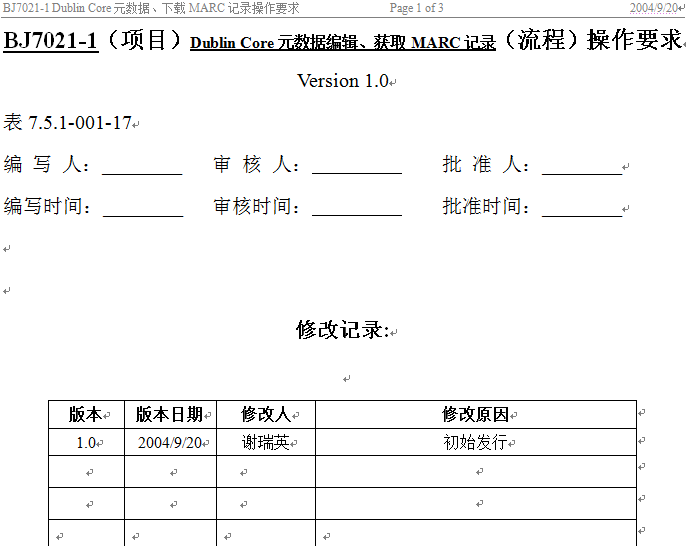 BJ7021-1 Dublin Core 元数据、下载 MARC 记录操作要求 Page 1 of 3 2004/9/20
BJ7021-1（项目）Dublin Core 元数据编辑、获取 MARC 记录（流程）操作要求
Version 1.0
表 7.5.1-001-17
编 写 人：________ 审 核 人：_________ 批 准 人：________
编写时间：________ 审核时间：_________ 批准时间：________
修改记录:
版本 版本日期 修改人 修改原因
1.0 2004/9/20 谢瑞英 初始发行